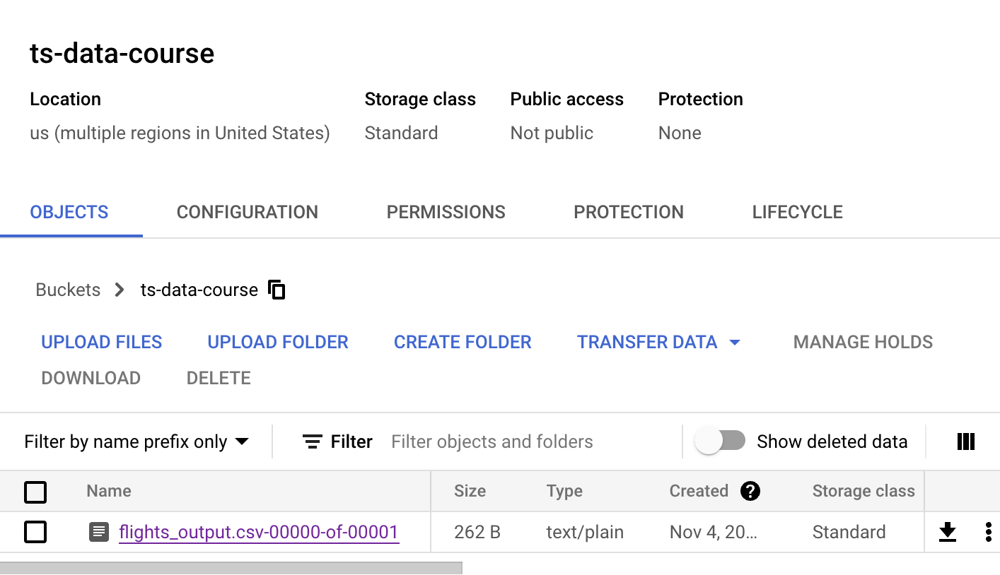 ts-data-course
Location Storage class Public access Protection
us (multiple regions in United States) Standard Not public None
OBJECTS CONFIGURATION PERMISSIONS PROTECTION LIFECYCLE
Buckets ts-data-course
UPLOAD FILES UPLOAD FOLDER CREATE FOLDER TRANSFER DATA MANAGE HOLDS
DOWNLOAD DELETE
Filter by name prefix only Filter Filter objects and folders Show deleted data
Name Size Type Created ? Storage class
flights_output.csv-00000-of-00001 262 B text/plain Nov 4, 20... Standard